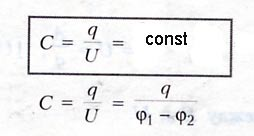 C = q/U = const
C = q/U = q/(φ₁ − φ₂)